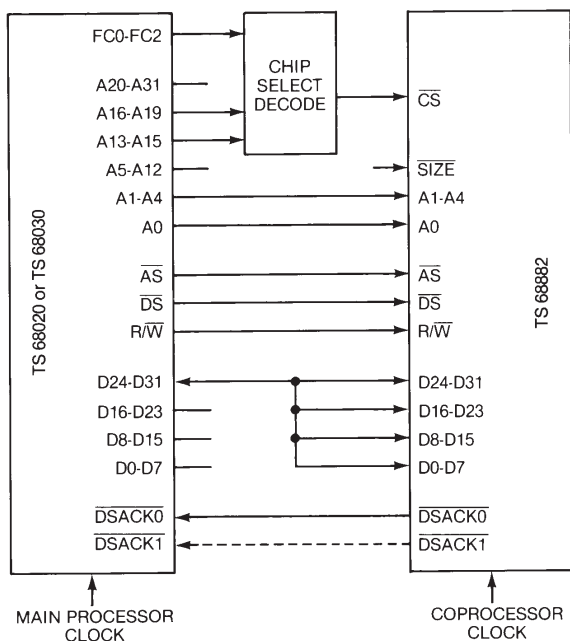 FC0-FC2
CHIP
SELECT
DECODE
A20-A31
A16-A19
CS
A13-A15
A5-A12
SIZE
A1-A4
A1-A4
A0
A0
TS 68020 or TS 68030
TS 68882
AS
AS
DS
DS
R/W
R/W
D24-D31
D24-D31
D16-D23
D16-D23
D8-D15
D8-D15
D0-D7
D0-D7
DSACK0
DSACK0
DSACK1
DSACK1
MAIN PROCESSOR
CLOCK
COPROCESSOR
CLOCK